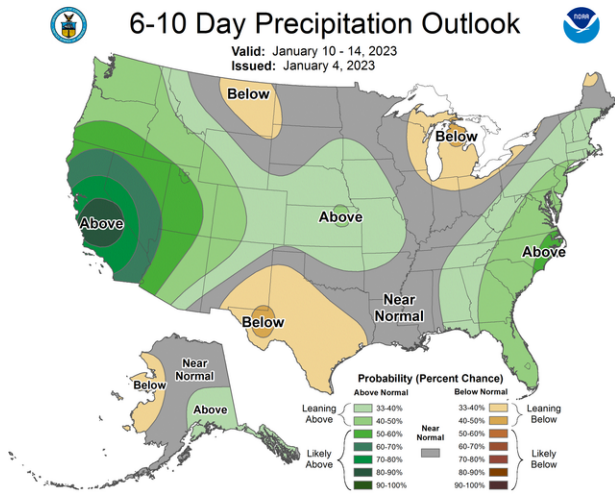 6-10 Day Precipitation Outlook
Valid: January 10 - 14, 2023
Issued: January 4, 2023
NOAA
Below
Below
Above
Above
Above
Near
Normal
Below
Near
Normal
Below
Above
Probability (Percent Chance)
Above Normal
Below Normal
Leaning
Above
33-40%
40-50%
Likely
Above
50-60%
60-70%
70-80%
80-90%
90-100%
Near
Normal
33-40%
40-50%
Leaning
Below
50-60%
60-70%
70-80%
80-90%
90-100%
Likely
Below